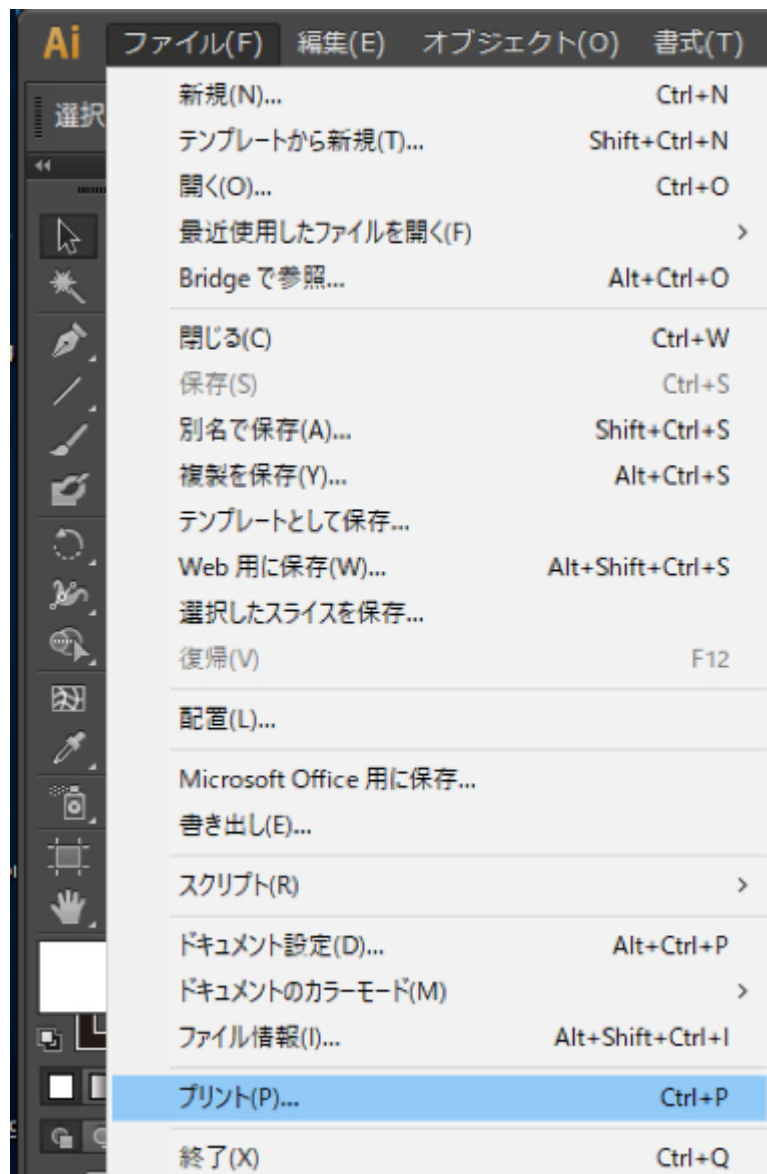 Ai ファイル(F) 編集(E) オブジェクト(O) 書式(T)
選択
新規(N)... Ctrl+N
テンプレートから新規(T)... Shift+Ctrl+N
開く(O)... Ctrl+O
最近使用したファイルを開く(F) >
Bridge で参照... Alt+Ctrl+O
閉じる(C) Ctrl+W
保存(S) Ctrl+S
別名で保存(A)... Shift+Ctrl+S
複製を保存(Y)... Alt+Ctrl+S
テンプレートとして保存...
Web 用に保存(W)... Alt+Shift+Ctrl+S
選択したスライスを保存...
復帰(V) F12
配置(L)...
Microsoft Office 用に保存...
書き出し(E)...
スクリプト(R) >
ドキュメント設定(D)... Alt+Ctrl+P
ドキュメントのカラーモード(M) >
ファイル情報(I)... Alt+Shift+Ctrl+I
プリント(P)... Ctrl+P
終了(X) Ctrl+Q